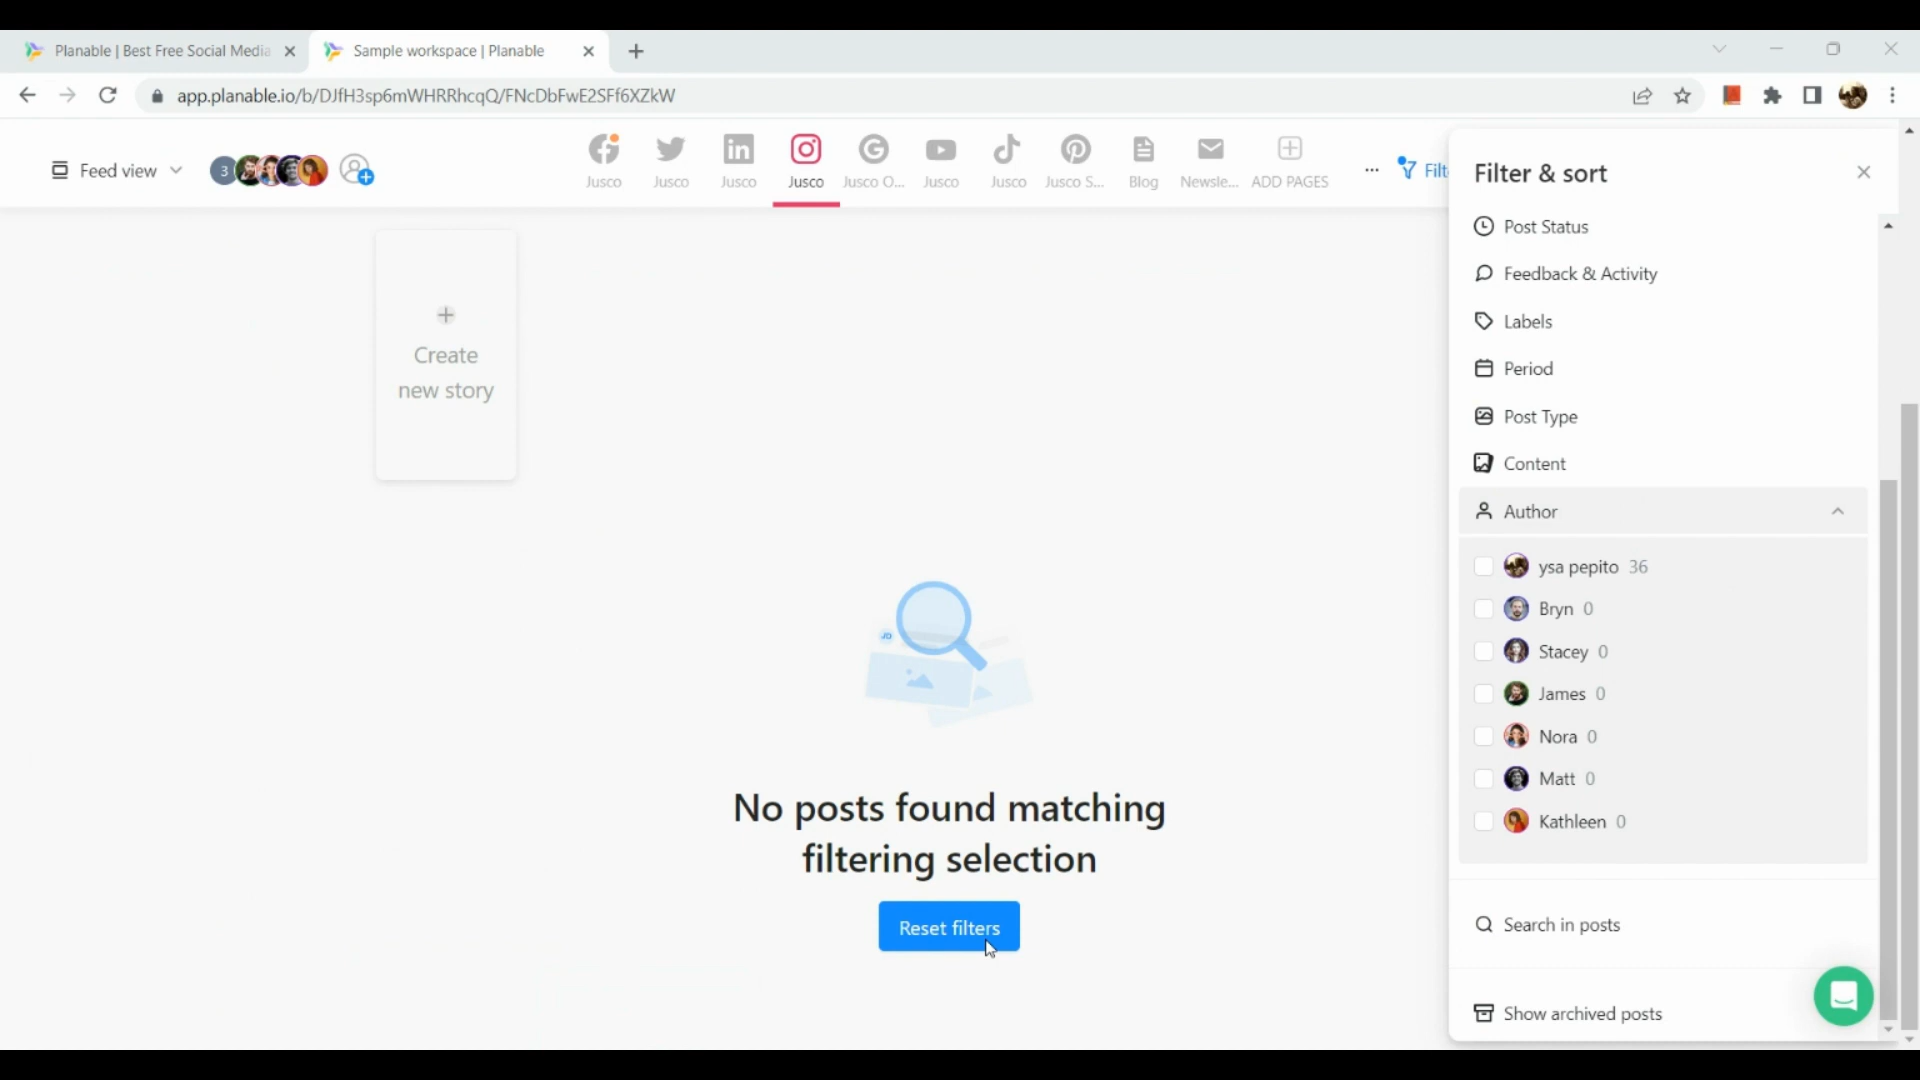 Planable | Best Free Social Media
Sample workspace | Planable
app.planable.io/b/DJfH3sp6mWHRRhcqQ/FNcDbFwE2SFf6XZkW
Feed view
3
Jusco
Jusco
Jusco
Jusco
Jusco O...
Jusco
Jusco
Jusco S...
Blog
Newsle...
ADD PAGES
Filte
Filter & sort
Post Status
Feedback & Activity
Labels
Period
Post Type
Content
Author
ysa pepito 36
Bryn 0
Stacey 0
James 0
Nora 0
Matt 0
Kathleen 0
Search in posts
Show archived posts
+
Create
new story
JD
No posts found matching
filtering selection
Reset filters